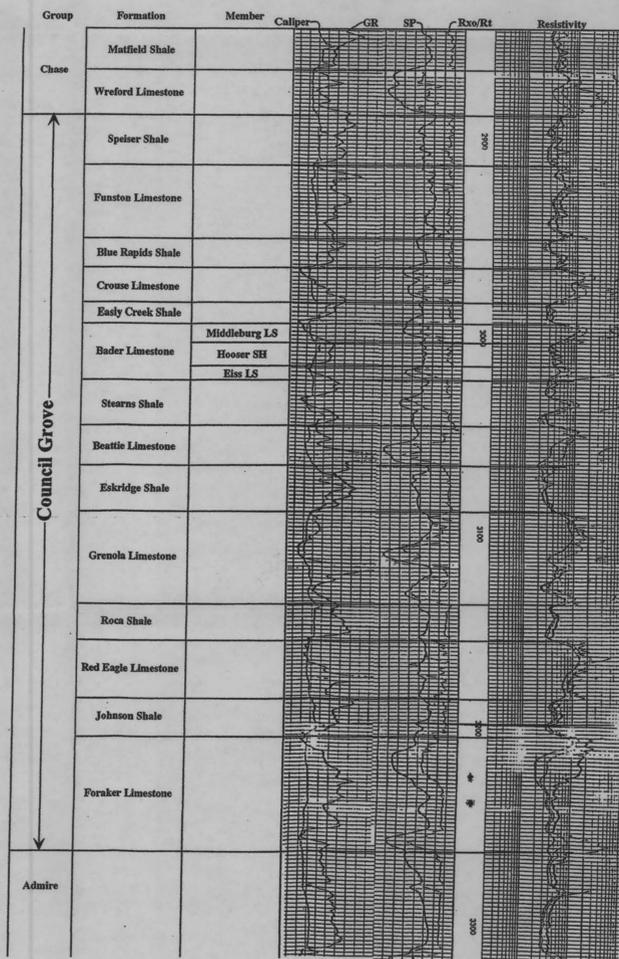 Group Formation Member Caliper GR SP Rxo/Rt Resistivity
Chase
Matfield Shale
Wreford Limestone
Council Grove
Speiser Shale
2900
Funston Limestone
Blue Rapids Shale
Crouse Limestone
Easly Creek Shale
Bader Limestone
Middleburg LS
3000
Hooser SH
Eiss LS
Stearns Shale
Beattie Limestone
Eskridge Shale
3100
Grenola Limestone
Roca Shale
Red Eagle Limestone
Johnson Shale
3200
Foraker Limestone
Admire
3300